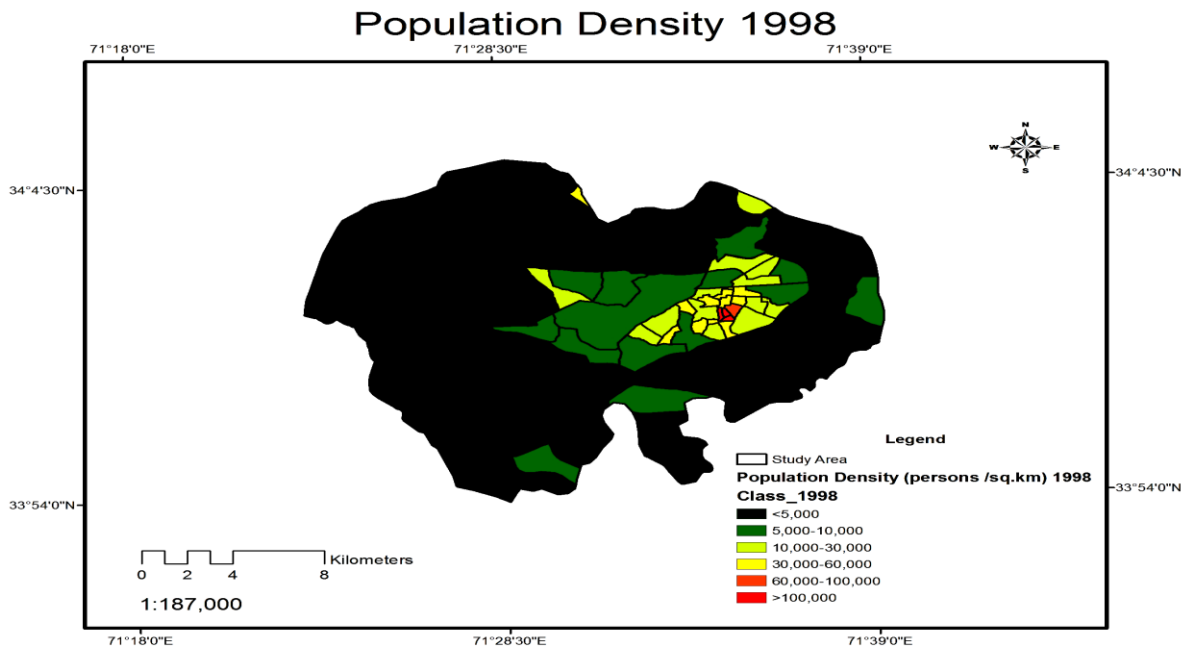 Population Density 1998
71°18'0"E 71°28'30"E 71°39'0"E
N
W E
S
34°4'30"N 34°4'30"N
Legend
Study Area
Population Density (persons /sq.km) 1998
Class_1998
<5,000
5,000-10,000
10,000-30,000
30,000-60,000
60,000-100,000
>100,000
33°54'0"N 33°54'0"N
Kilometers
0 2 4 8
1:187,000
71°18'0"E 71°28'30"E 71°39'0"E